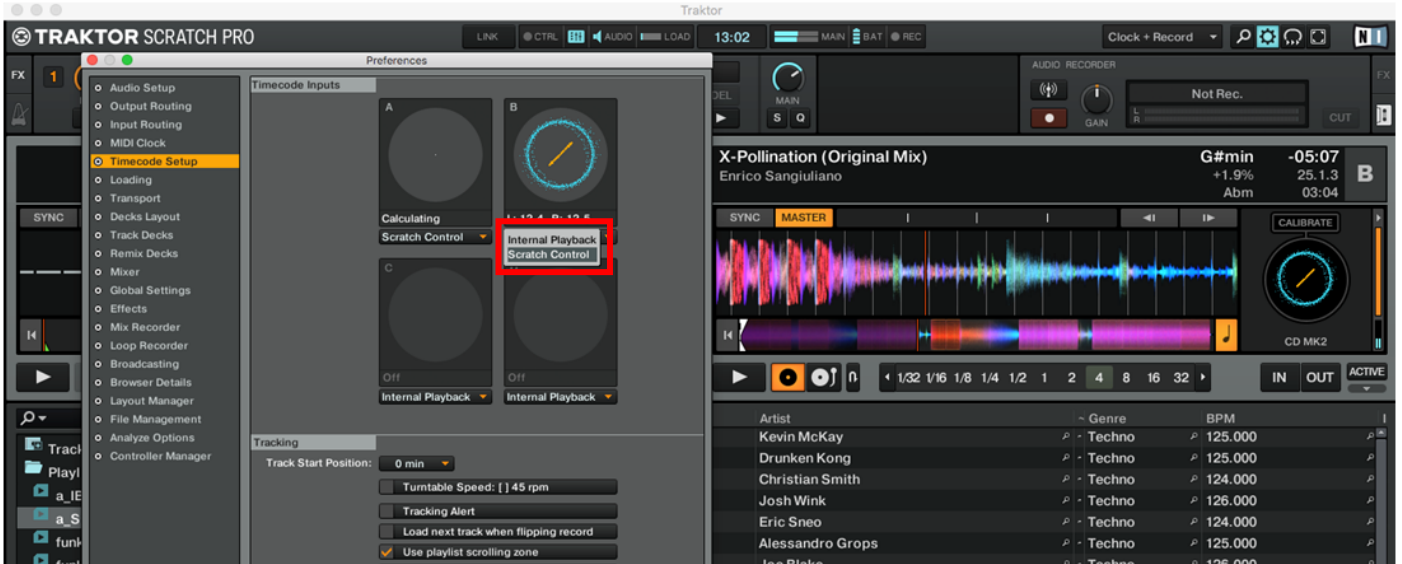 Traktor
TRAKTOR SCRATCH PRO
LINK
CTRL
AUDIO
LOAD
13:02
MAIN
BAT
REC
Clock + Record
N I
Preferences
FX
1
Audio Setup
Output Routing
Input Routing
MIDI Clock
Timecode Setup
Loading
Transport
Decks Layout
Track Decks
Remix Decks
Mixer
Global Settings
Effects
Mix Recorder
Loop Recorder
Broadcasting
Browser Details
Layout Manager
File Management
Analyze Options
Controller Manager
Timecode Inputs
A
B
Calculating
Scratch Control
Internal Playback
Scratch Control
C
Off
Off
Internal Playback
Internal Playback
Tracking
Track Start Position:
0 min
Turntable Speed: [ ] 45 rpm
Tracking Alert
Load next track when flipping record
Use playlist scrolling zone
MAIN
S
Q
AUDIO RECORDER
GAIN
L
R
Not Rec.
CUT
FX
X-Pollination (Original Mix)
Enrico Sangiuliano
G#min
-05:07
+1.9%
25.1.3
Abm
03:04
B
SYNC
SYNC
MASTER
CALIBRATE
CD MK2
1/32 1/16 1/8 1/4 1/2 1 2 4 8 16 32
IN
OUT
ACTIVE
Track
Playl
a_IE
a_S
funk
Artist
Genre
BPM
Kevin McKay
Techno
125.000
Drunken Kong
Techno
125.000
Christian Smith
Techno
124.000
Josh Wink
Techno
126.000
Eric Sneo
Techno
124.000
Alessandro Grops
Techno
125.000